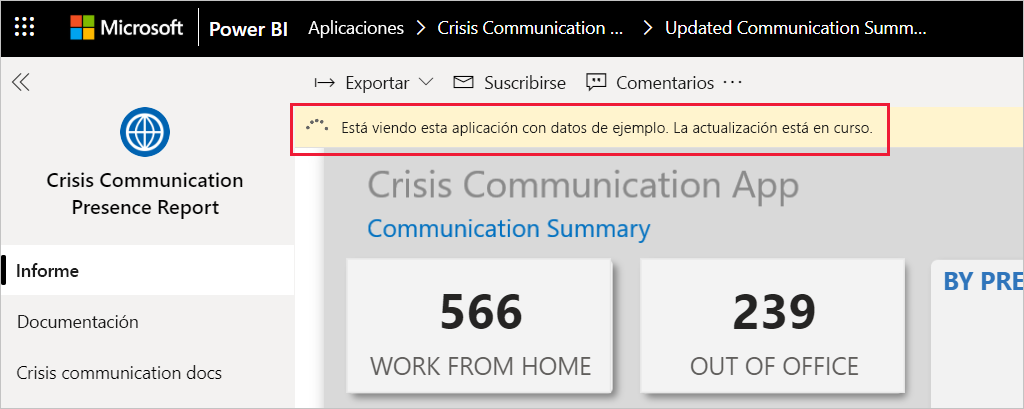 Microsoft Power BI Aplicaciones > Crisis Communication ... > Updated Communication Summ...
Exportar Suscribirse Comentarios ...
Está viendo esta aplicación con datos de ejemplo. La actualización está en curso.
Crisis Communication
Presence Report
Informe
Documentación
Crisis communication docs
Crisis Communication App
Communication Summary
566
WORK FROM HOME
239
OUT OF OFFICE
BY PRE